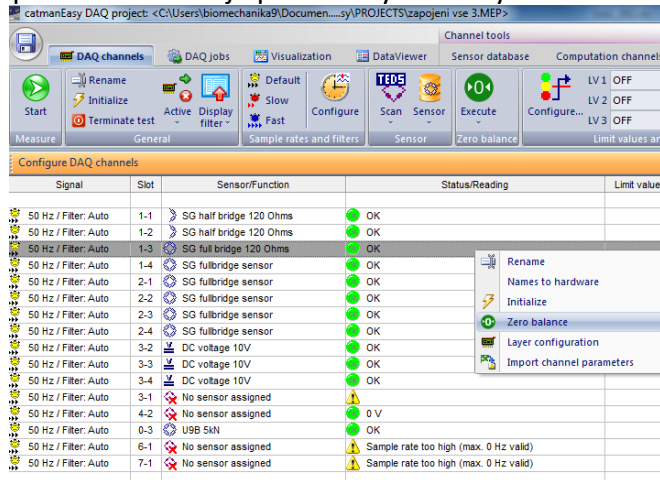 catmanEasy DAQ project: <C:\Users\biomechanika9\Documen.....sy\PROJECTS\zapojeni vse 3.MEP>
Channel tools
DAQ channels DAQ jobs Visualization DataViewer Sensor database Computation channels
Start
Rename
Initialize
Terminate test
Active
Display filter
Default
Slow
Fast
Configure
TEDS
Scan
Sensor
Execute
Configure...
LV 1 OFF
LV 2 OFF
LV 3 OFF
Measure General Sample rates and filters Sensor Zero balance Limit values an
Configure DAQ channels
Signal Slot Sensor/Function Status/Reading Limit value
50 Hz / Filter: Auto 1-1 SG half bridge 120 Ohms OK
50 Hz / Filter: Auto 1-2 SG half bridge 120 Ohms OK
50 Hz / Filter: Auto 1-3 SG full bridge 120 Ohms OK
50 Hz / Filter: Auto 1-4 SG fullbridge sensor OK
50 Hz / Filter: Auto 2-1 SG fullbridge sensor OK
50 Hz / Filter: Auto 2-2 SG fullbridge sensor OK
50 Hz / Filter: Auto 2-3 SG fullbridge sensor OK
50 Hz / Filter: Auto 2-4 SG fullbridge sensor OK
50 Hz / Filter: Auto 3-2 DC voltage 10V OK
50 Hz / Filter: Auto 3-3 DC voltage 10V OK
50 Hz / Filter: Auto 3-4 DC voltage 10V OK
50 Hz / Filter: Auto 3-1 No sensor assigned
50 Hz / Filter: Auto 4-2 No sensor assigned 0 V
50 Hz / Filter: Auto 0-3 U9B 5kN OK
50 Hz / Filter: Auto 6-1 No sensor assigned Sample rate too high (max. 0 Hz valid)
50 Hz / Filter: Auto 7-1 No sensor assigned Sample rate too high (max. 0 Hz valid)
Rename
Names to hardware
Initialize
Zero balance
Layer configuration
Import channel parameters